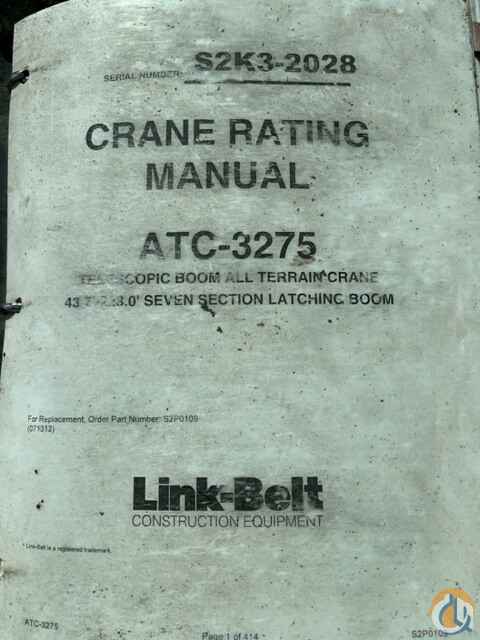 SERIAL NUMBER: S2K3-2028
CRANE RATING
MANUAL
ATC-3275
TELESCOPIC BOOM ALL TERRAIN CRANE
SEVEN SECTION LATCHING BOOM
For Replacement, Order Part Number: S2P0109
(071012)
Link-Belt
CONSTRUCTION EQUIPMENT
* Link-Belt is a registered trademark.
ATC-3275
Page 1 of 414
S2P0109